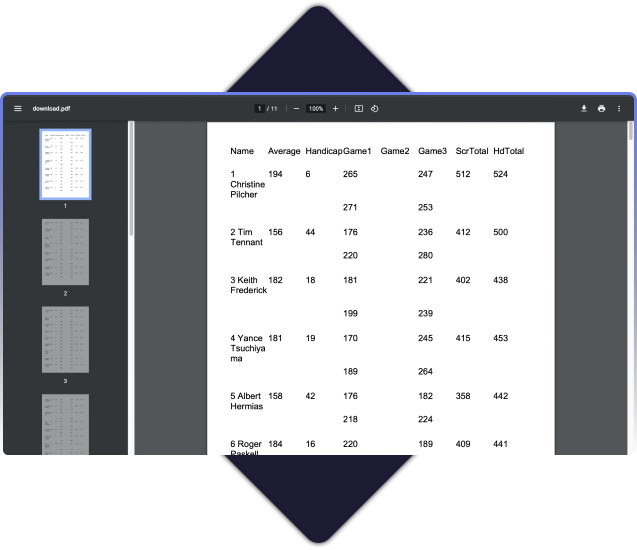 download.pdf
1 / 11
100%
1
2
3
Name Average HandicapGame1 Game2 Game3 ScrTotal HdTotal
1 194 6 265 247 512 524
Christine
Pilcher
271 253
2 Tim 156 44 176 236 412 500
Tennant
220 280
3 Keith 182 18 181 221 402 438
Frederick
199 239
4 Yance 181 19 170 245 415 453
Tsuchiya
ma
189 264
5 Albert 158 42 176 182 358 442
Hermias
218 224
6 Roger 184 16 220 189 409 441
Paskell